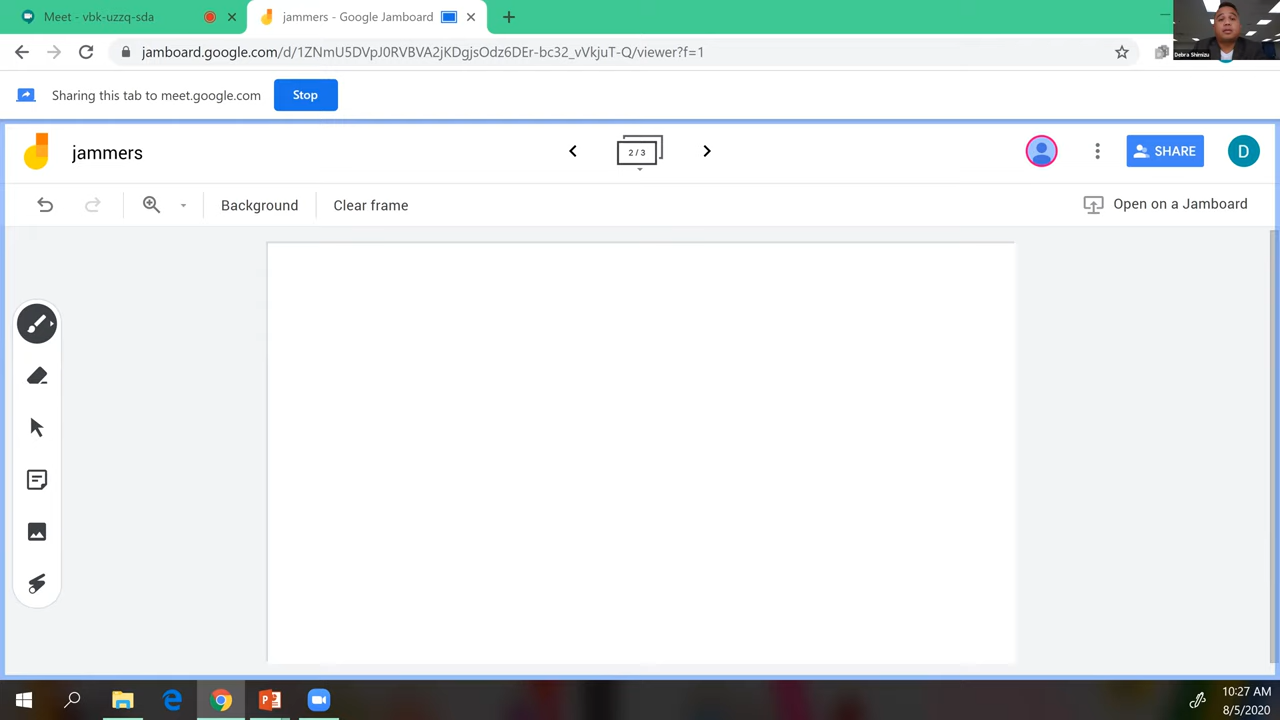 Meet - vbk-uzzq-sda
jammers - Google Jamboard
jamboard.google.com/d/1ZNmU5DVpJ0RVBVA2jKDgjsOdz6DEr-bc32_vVkjuT-Q/viewer?f=1
Debra Shimizu
Sharing this tab to meet.google.com
Stop
jammers
2 / 3
SHARE
D
Background
Clear frame
Open on a Jamboard
10:27 AM
8/5/2020